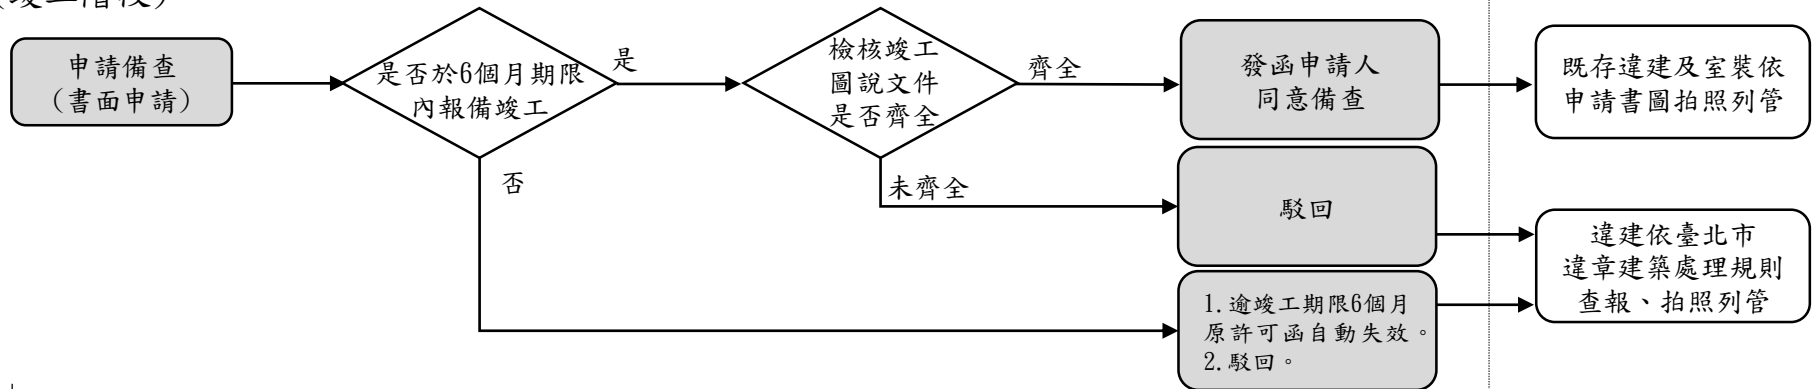 (竣工階段)
申請備查
(書面申請)
是否於6個月期限
內報備竣工
是
否
檢核竣工
圖說文件
是否齊全
齊全
未齊全
發函申請人
同意備查
既存違建及室裝依
申請書圖拍照列管
駁回
1.逾竣工期限6個月
原許可函自動失效。
2.駁回。
違建依臺北市
違章建築處理規則
查報、拍照列管